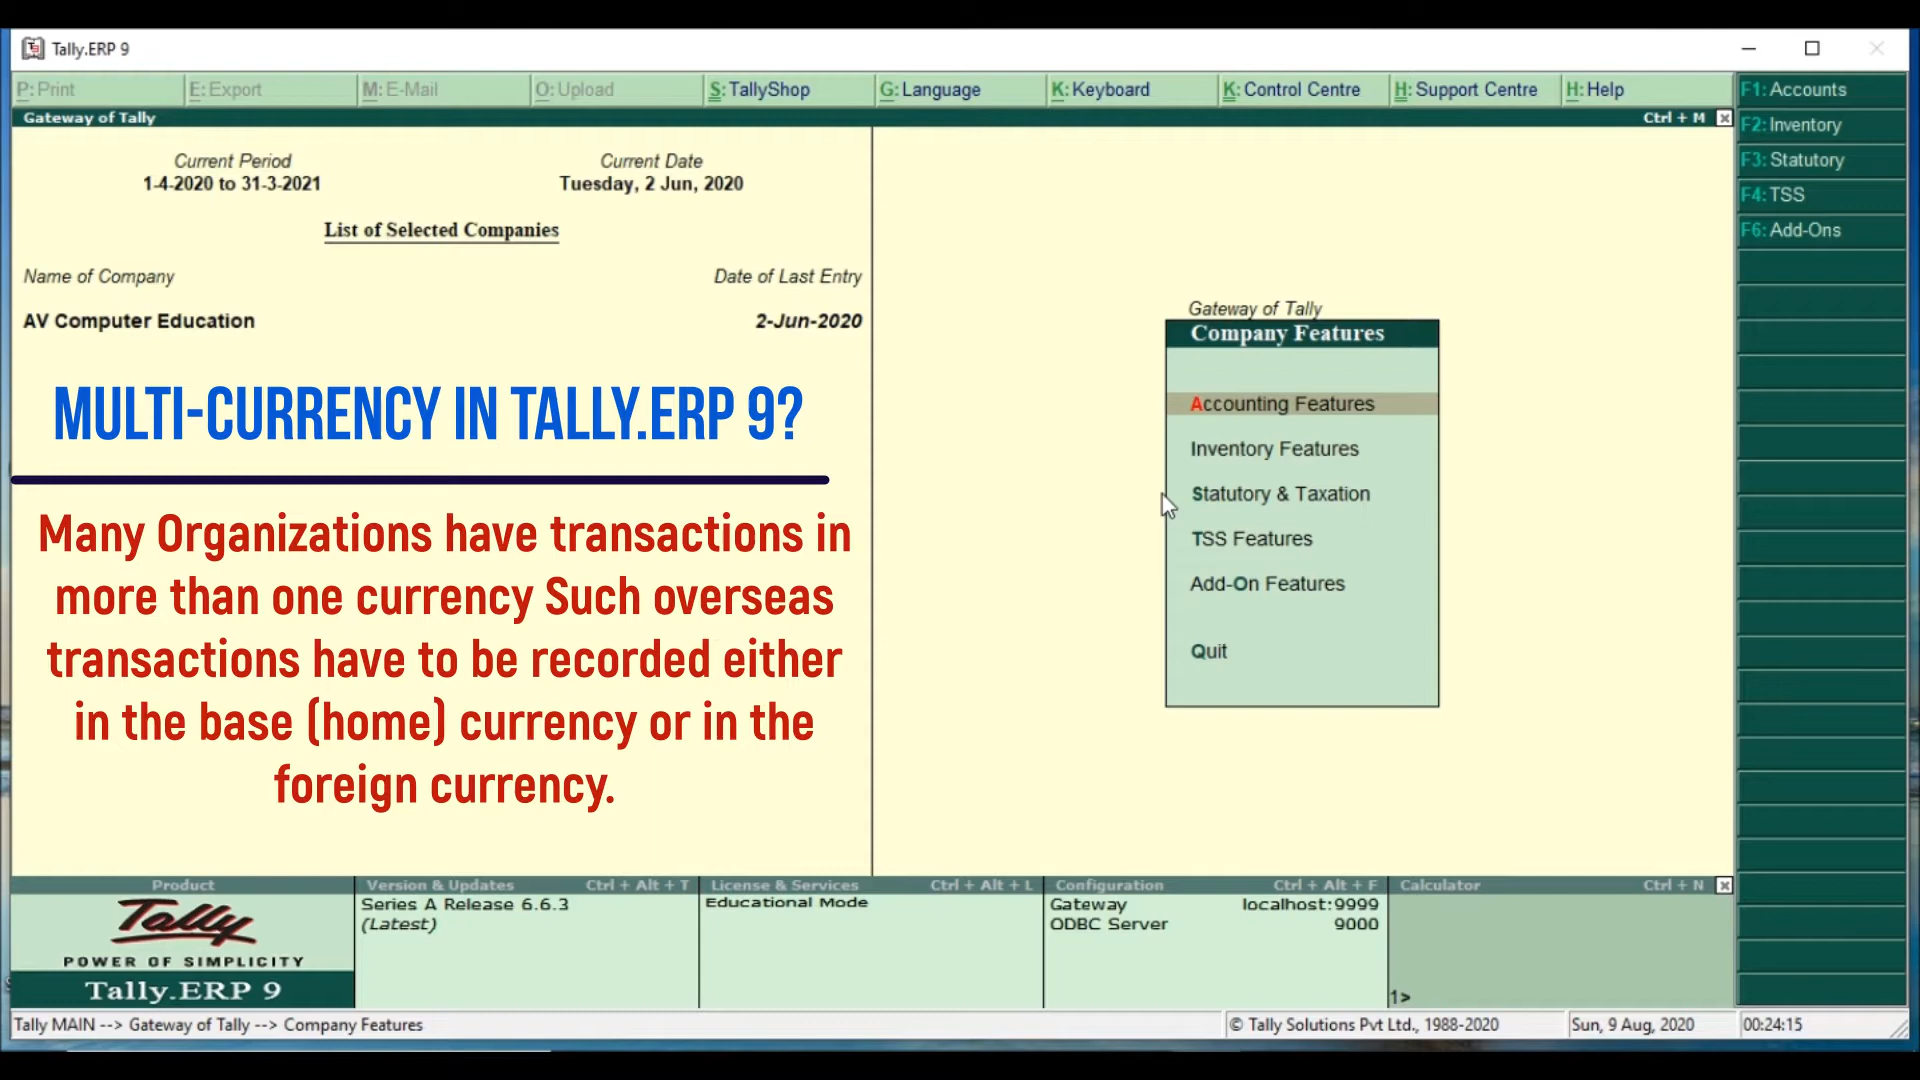 Tally.ERP 9
P: Print E: Export M: E-Mail O: Upload S: TallyShop G: Language K: Keyboard K: Control Centre H: Support Centre H: Help
Gateway of Tally Ctrl + M
Current Period Current Date
1-4-2020 to 31-3-2021 Tuesday, 2 Jun, 2020
List of Selected Companies
Name of Company Date of Last Entry
AV Computer Education 2-Jun-2020
MULTI-CURRENCY IN TALLY.ERP 9?
Many Organizations have transactions in
more than one currency Such overseas
transactions have to be recorded either
in the base (home) currency or in the
foreign currency.
Gateway of Tally
Company Features
Accounting Features
Inventory Features
Statutory & Taxation
TSS Features
Add-On Features
Quit
F1: Accounts
F2: Inventory
F3: Statutory
F4: TSS
F6: Add-Ons
Product
Tally
POWER OF SIMPLICITY
Tally.ERP 9
Version & Updates Ctrl + Alt + T
Series A Release 6.6.3
(Latest)
License & Services Ctrl + Alt + L
Educational Mode
Configuration Ctrl + Alt + F
Gateway localhost:9999
ODBC Server 9000
Calculator Ctrl + N
1>
Tally MAIN --> Gateway of Tally --> Company Features
© Tally Solutions Pvt Ltd., 1988-2020 Sun, 9 Aug, 2020 00:24:15